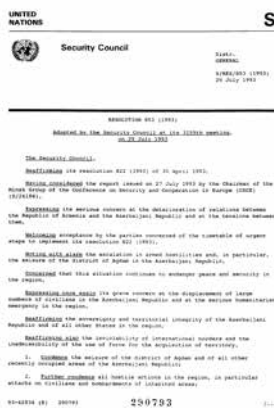 UNITED
NATIONS
S
Security Council
Distr.
GENERAL
S/RES/853 (1993)
29 July 1993
RESOLUTION 853 (1993)
Adopted by the Security Council at its 3259th meeting,
on 29 July 1993
The Security Council,
Reaffirming its resolution 822 (1993) of 30 April 1993,
Having considered the report issued on 27 July 1993 by the Chairman of the
Minsk Group of the Conference on Security and Cooperation in Europe (CSCE)
(S/26184),
Expressing its serious concern at the deterioration of relations between
the Republic of Armenia and the Azerbaijani Republic and at the tensions between
them,
Welcoming acceptance by the parties concerned of the timetable of urgent
steps to implement its resolution 822 (1993),
Noting with alarm the escalation in armed hostilities and, in particular,
the seizure of the district of Agdam in the Azerbaijani Republic,
Concerned that this situation continues to endanger peace and security in
the region,
Expressing once again its grave concern at the displacement of large
numbers of civilians in the Azerbaijani Republic and at the serious humanitarian
emergency in the region,
Reaffirming the sovereignty and territorial integrity of the Azerbaijani
Republic and of all other States in the region,
Reaffirming also the inviolability of international borders and the
inadmissibility of the use of force for the acquisition of territory,
1. Condemns the seizure of the district of Agdam and of all other
recently occupied areas of the Azerbaijani Republic;
2. Further condemns all hostile actions in the region, in particular
attacks on civilians and bombardments of inhabited areas;
(E) 290793
290793